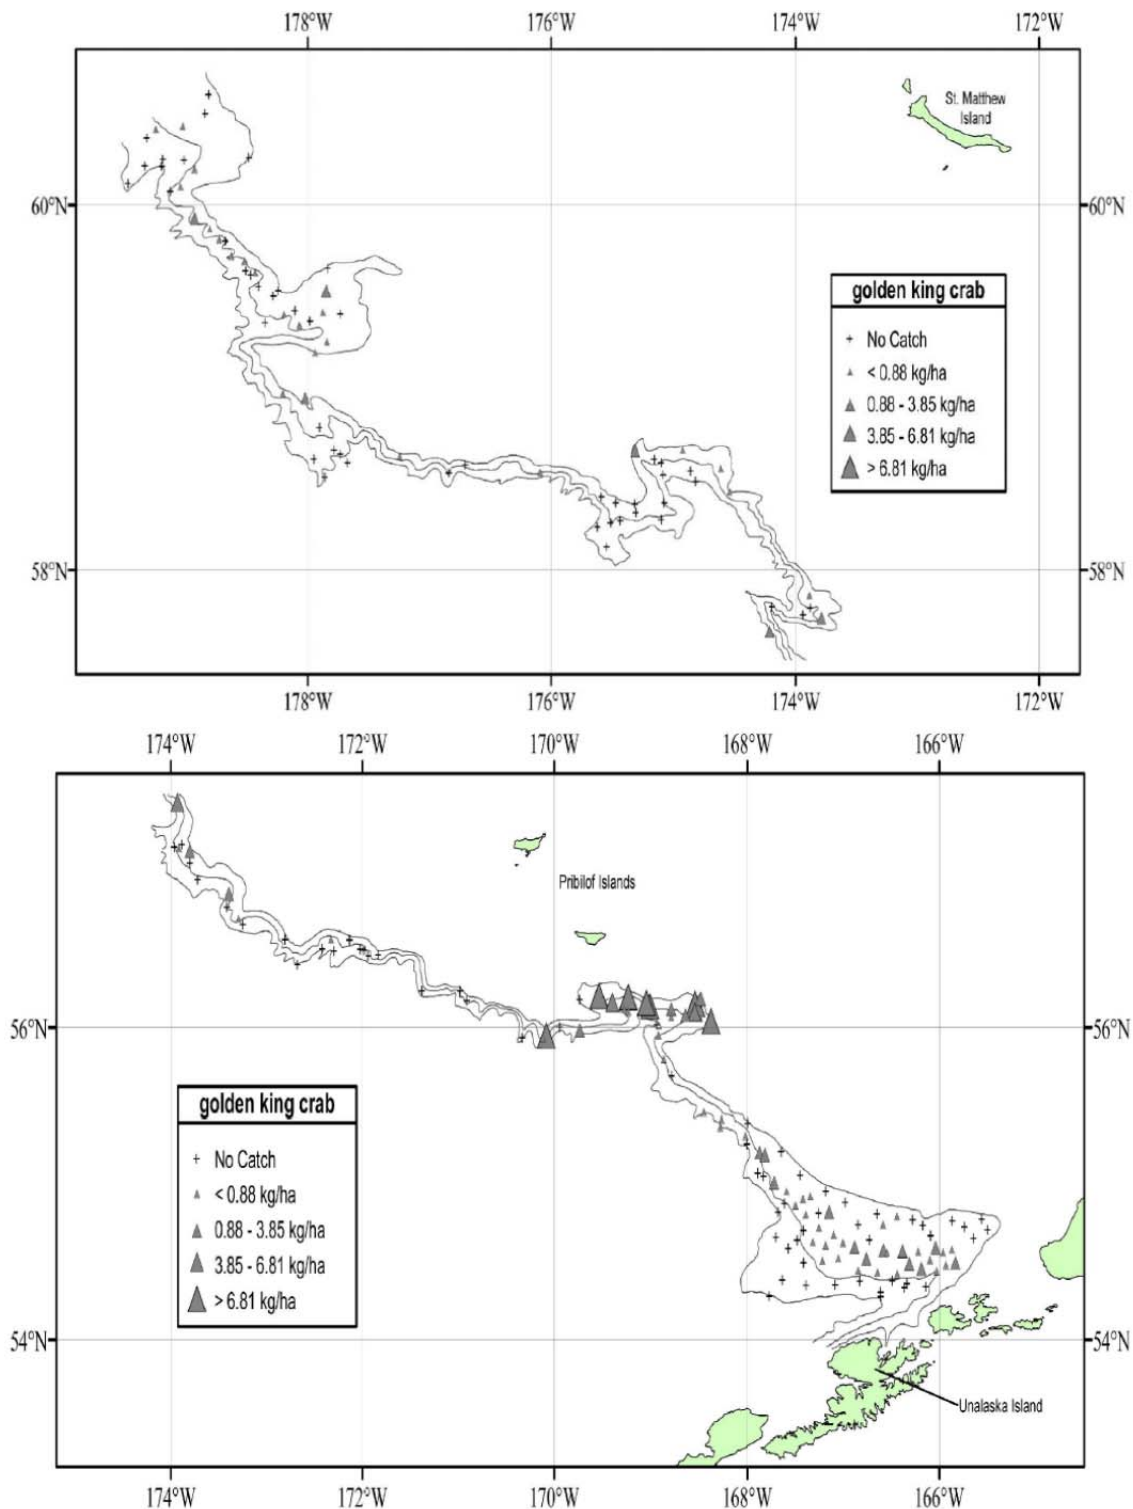 178°W 176°W 174°W 172°W
St. Matthew
Island
60°N 60°N
golden king crab
No Catch
< 0.88 kg/ha
0.88 - 3.85 kg/ha
3.85 - 6.81 kg/ha
> 6.81 kg/ha
58°N 58°N
178°W 176°W 174°W 172°W
174°W 172°W 170°W 168°W 166°W
Pribilof Islands
56°N 56°N
golden king crab
No Catch
< 0.88 kg/ha
0.88 - 3.85 kg/ha
3.85 - 6.81 kg/ha
> 6.81 kg/ha
54°N 54°N
Unalaska Island
174°W 172°W 170°W 168°W 166°W